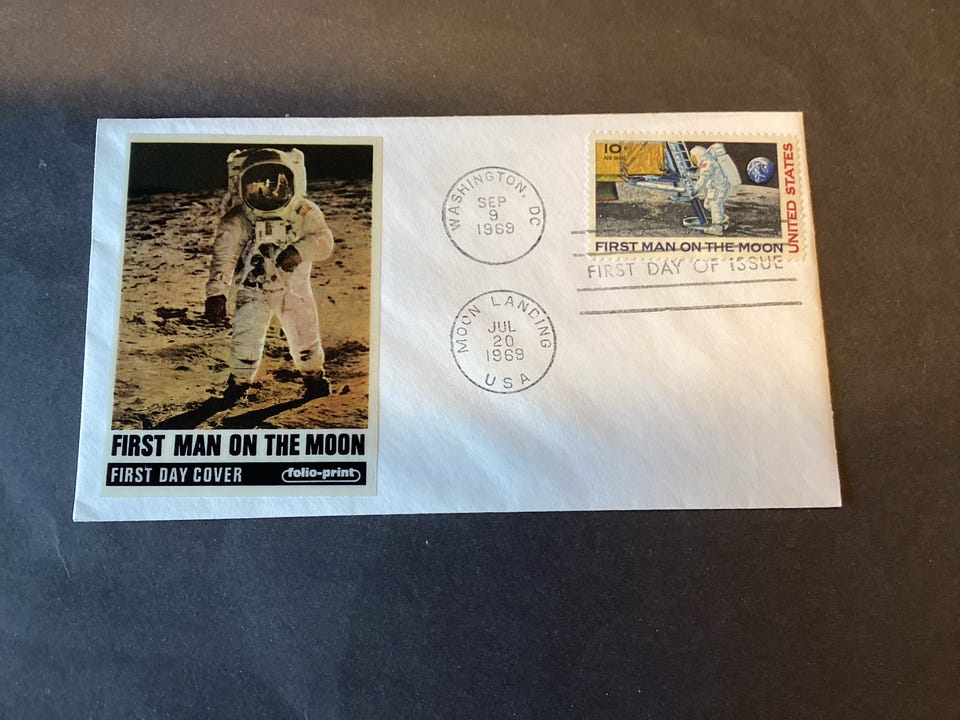 FIRST MAN ON THE MOON
FIRST DAY COVER
folio-print
WASHINGTON, DC
SEP
9
1969
MOON LANDING
JUL
20
1969
USA
10c
AIR MAIL
UNITED STATES
FIRST MAN ON THE MOON
FIRST DAY OF ISSUE